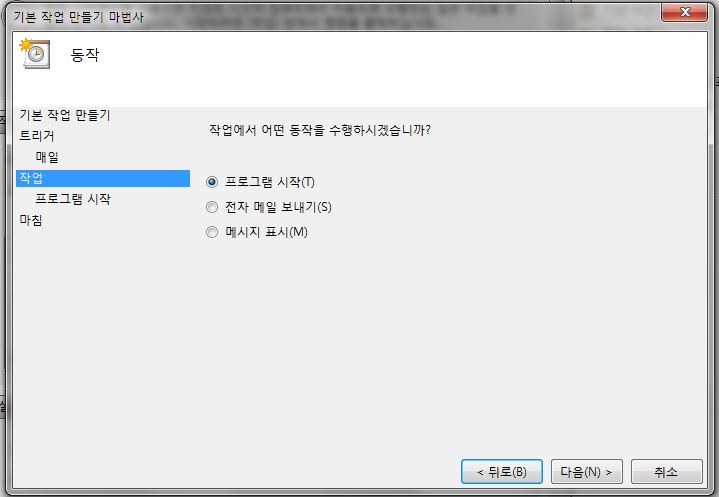 기본 작업 만들기 마법사
동작
기본 작업 만들기
트리거
매일
작업
프로그램 시작
마침
작업에서 어떤 동작을 수행하시겠습니까?
프로그램 시작(T)
전자 메일 보내기(S)
메시지 표시(M)
< 뒤로(B)
다음(N) >
취소